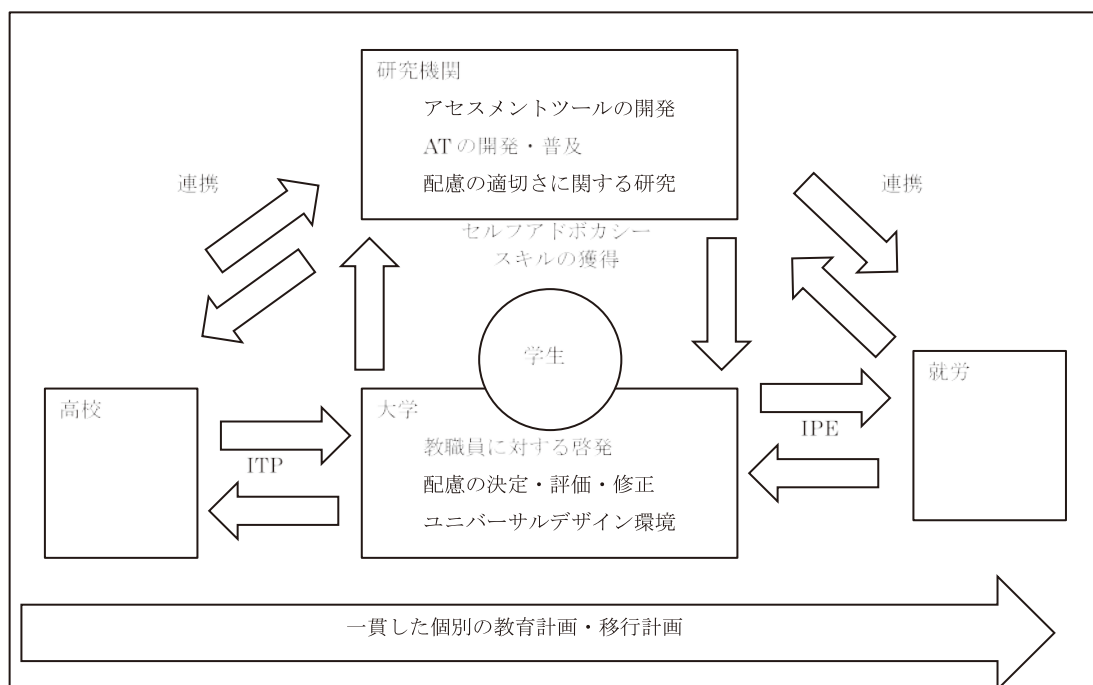 研究機関
アセスメントツールの開発
ATの開発・普及
配慮の適切さに関する研究
連携
連携
セルフアドボカシー
スキルの獲得
学生
高校
大学
就労
教職員に対する啓発
配慮の決定・評価・修正
ユニバーサルデザイン環境
ITP
IPE
一貫した個別の教育計画・移行計画